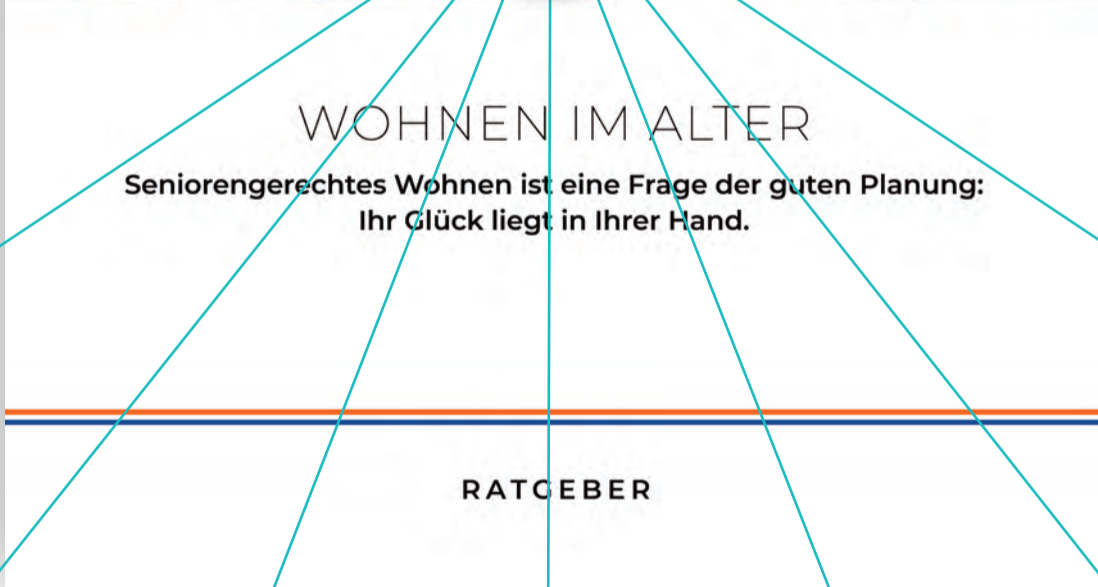 WOHNEN IM ALTER
Seniorengerechtes Wohnen ist eine Frage der guten Planung:
Ihr Glück liegt in Ihrer Hand.
RATGEBER